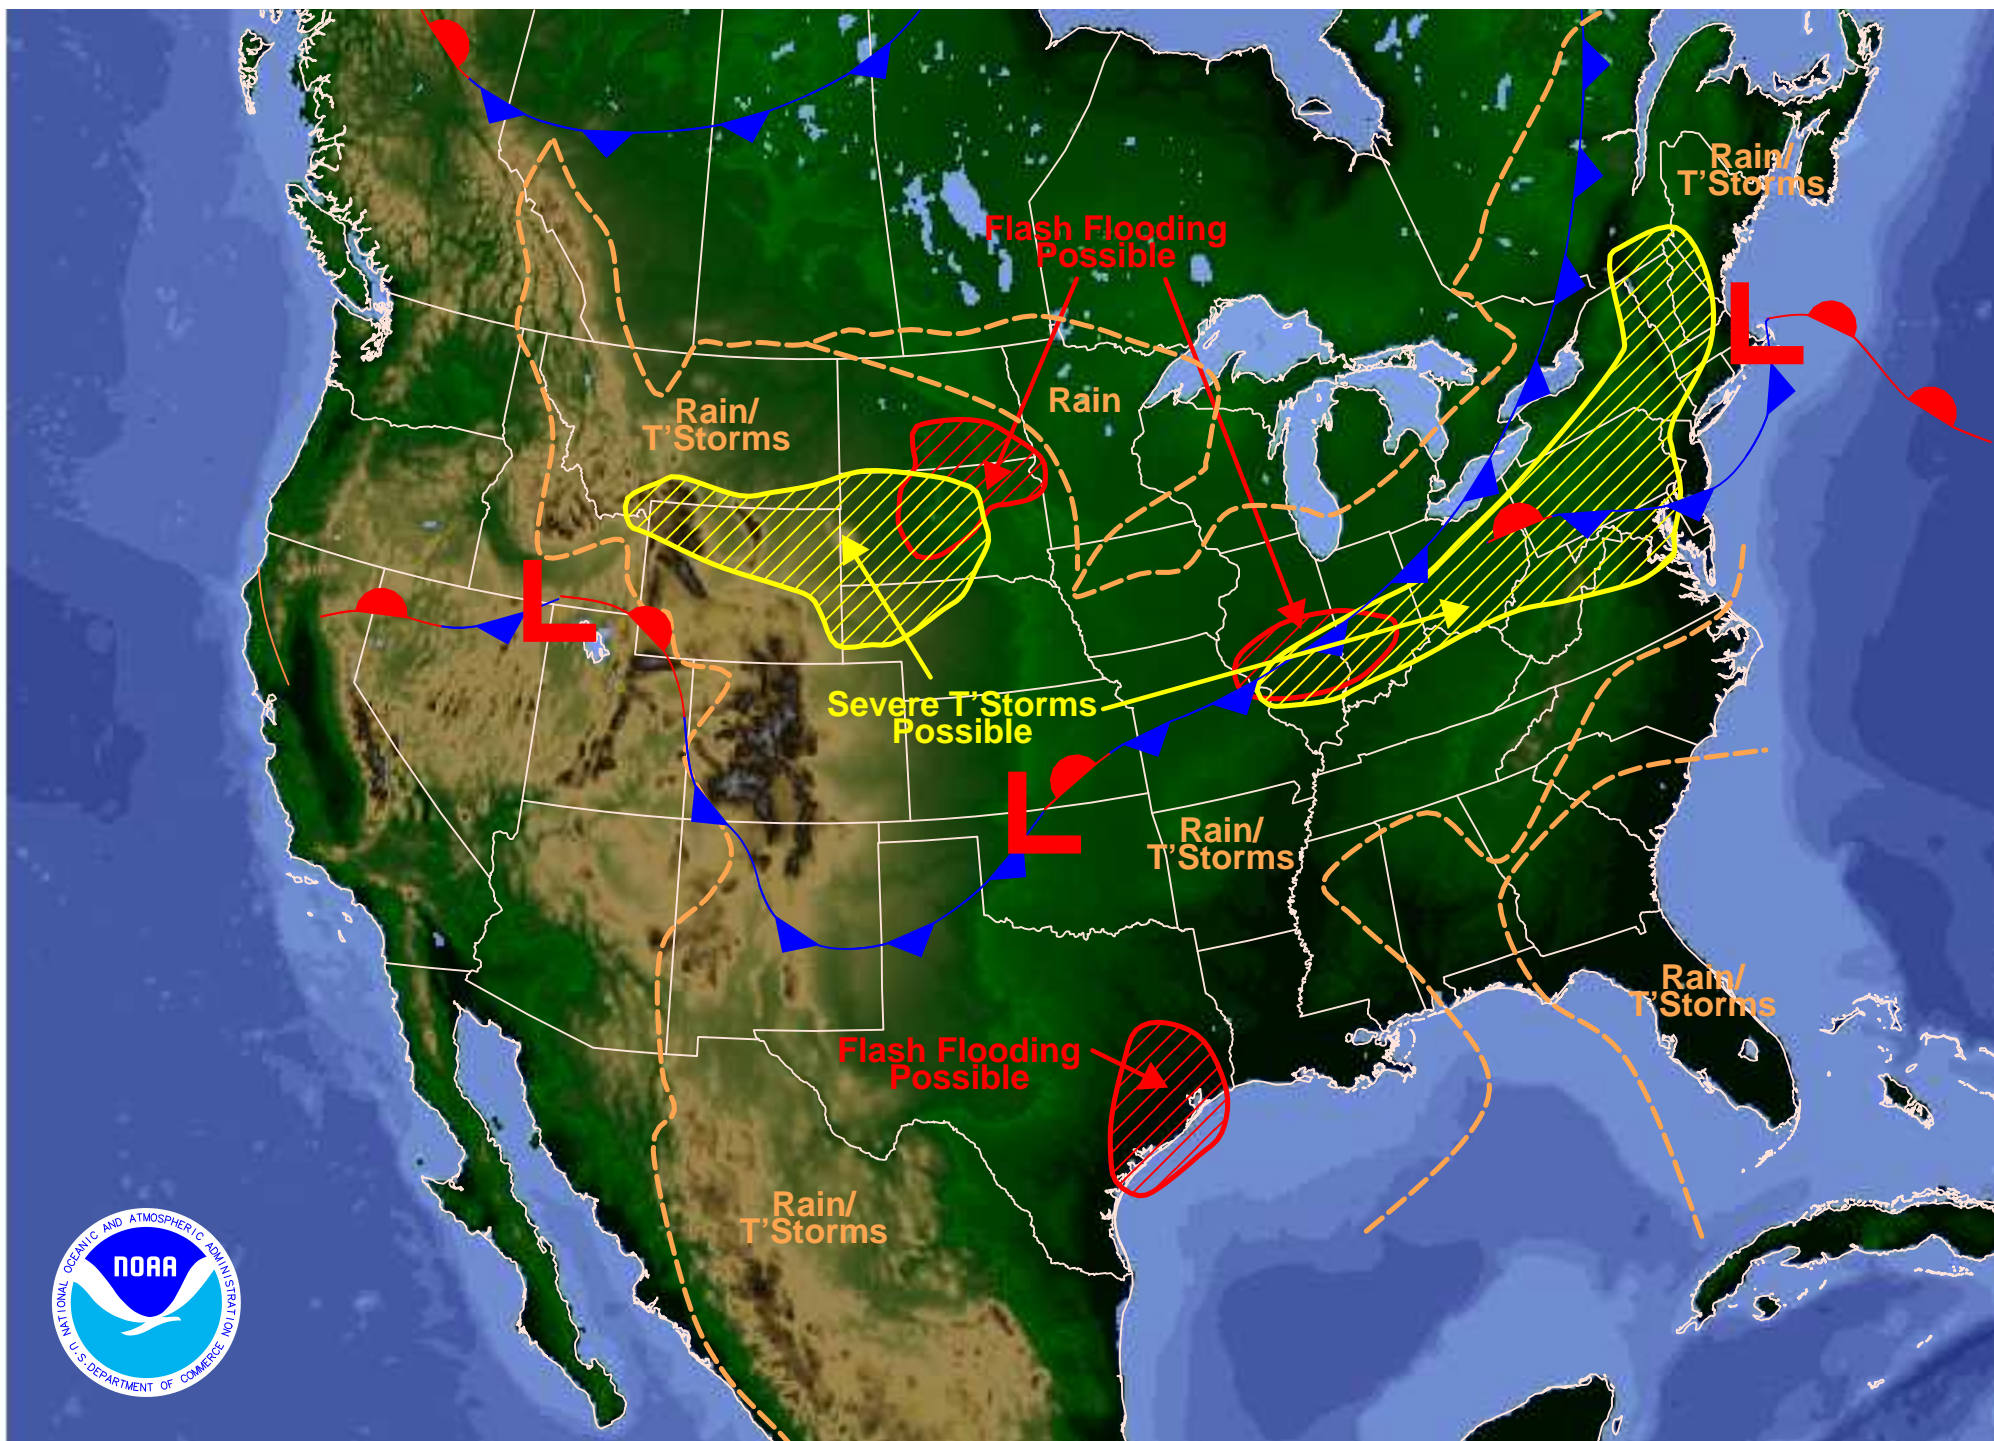 Rain/
T'Storms
Flash Flooding
Possible
L
Rain/
T'Storms
Rain
L
Severe T'Storms
Possible
L
Rain/
T'Storms
Rain/
T'Storms
Flash Flooding
Possible
Rain/
T'Storms
NATIONAL OCEANIC AND ATMOSPHERIC ADMINISTRATION
NOAA
U.S. DEPARTMENT OF COMMERCE